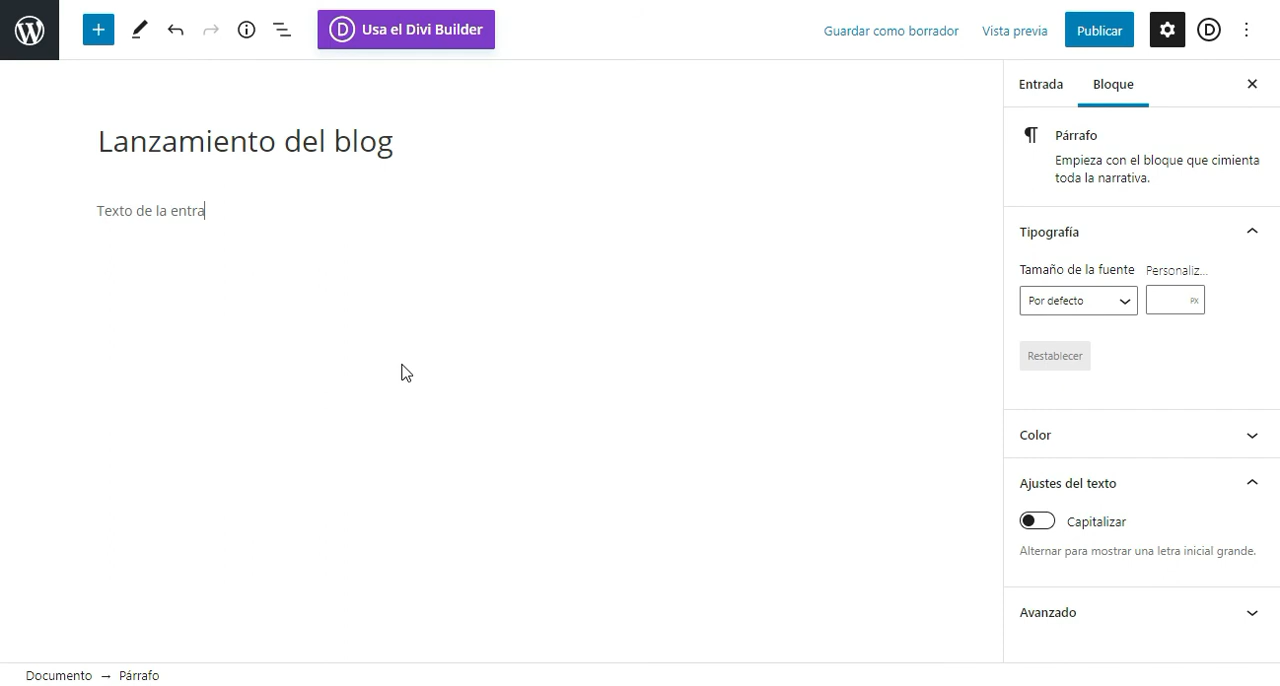 Usa el Divi Builder
Guardar como borrador
Vista previa
Publicar
Lanzamiento del blog
Texto de la entra
Entrada
Bloque
Párrafo
Empieza con el bloque que cimienta
toda la narrativa.
Tipografía
Tamaño de la fuente
Personaliz...
Por defecto
PX
Restablecer
Color
Ajustes del texto
Capitalizar
Alternar para mostrar una letra inicial grande.
Avanzado
Documento → Párrafo